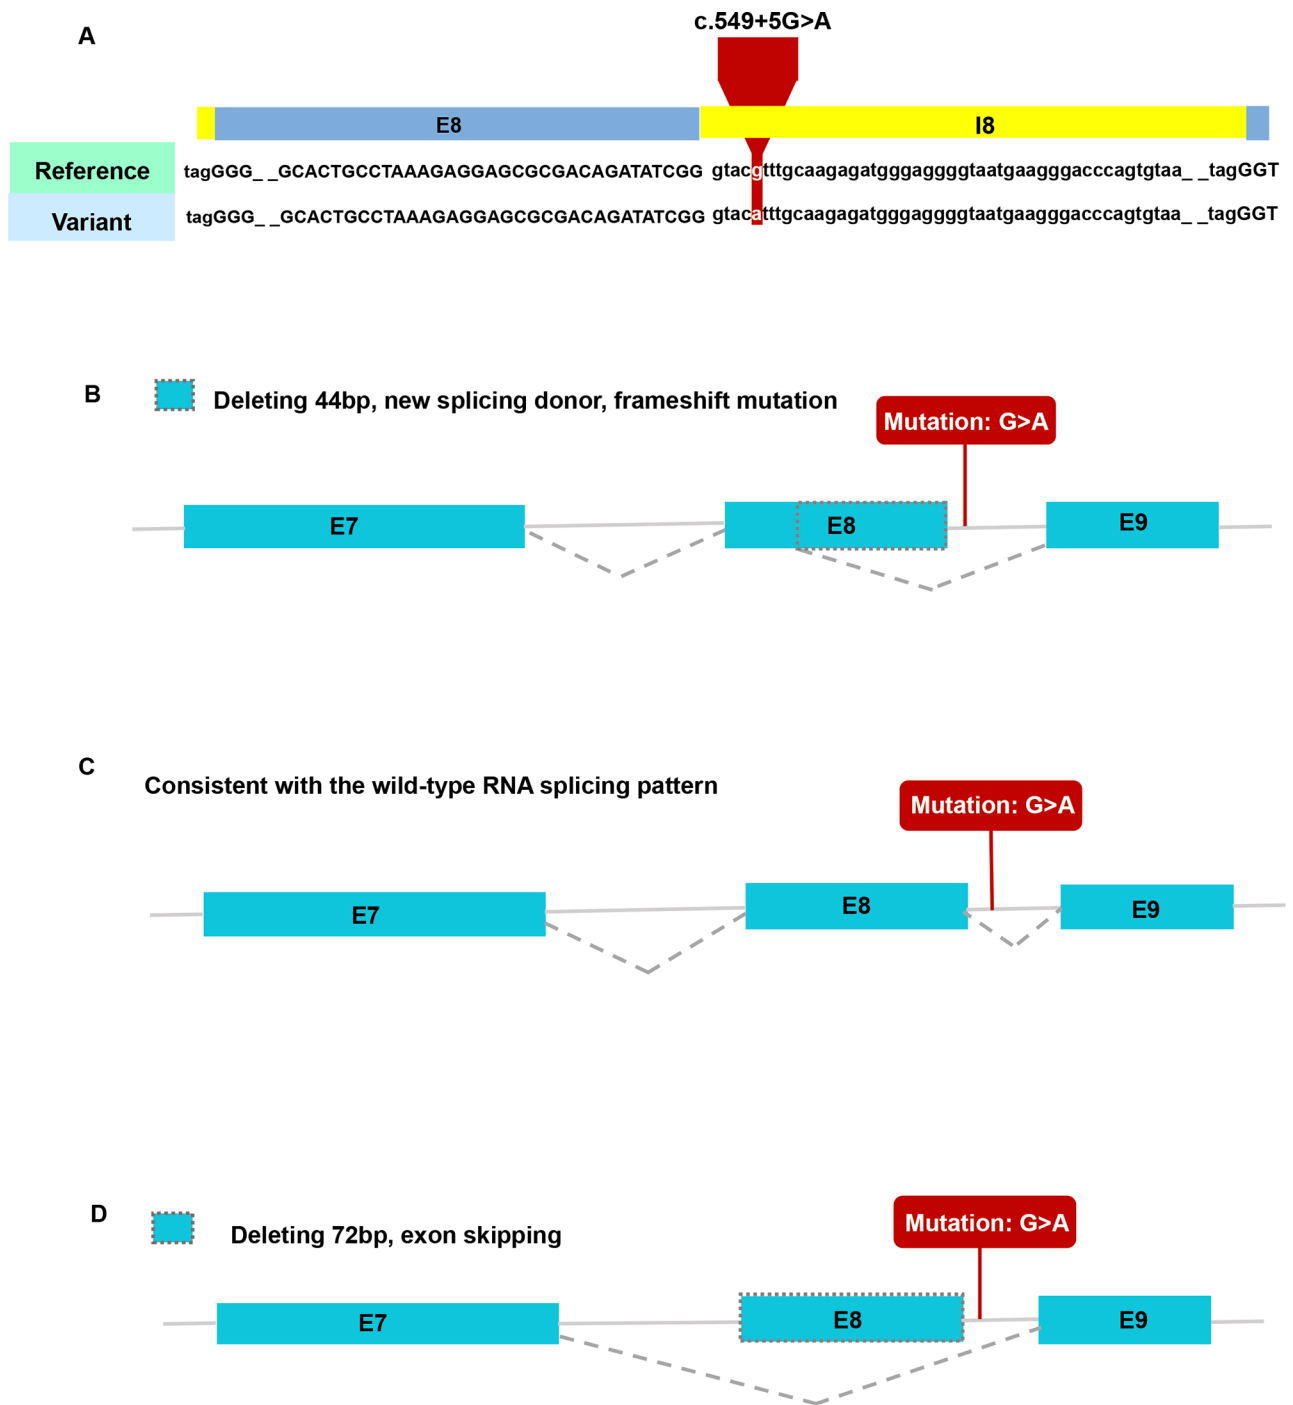 A
c.549+5G>A
E8
I8
Reference
tagGGG_ _GCACTGCCTAAAGAGGAGCGCGACAGATATCGG gtacgtttgcaagagatgggaggggtaatgaagggacccagtgtaa_ _tagGGT
Variant
tagGGG_ _GCACTGCCTAAAGAGGAGCGCGACAGATATCGG gtacatttgcaagagatgggaggggtaatgaagggacccagtgtaa_ _tagGGT
B
Deleting 44bp, new splicing donor, frameshift mutation
Mutation: G>A
E7
E8
E9
C
Consistent with the wild-type RNA splicing pattern
Mutation: G>A
E7
E8
E9
D
Deleting 72bp, exon skipping
Mutation: G>A
E7
E8
E9